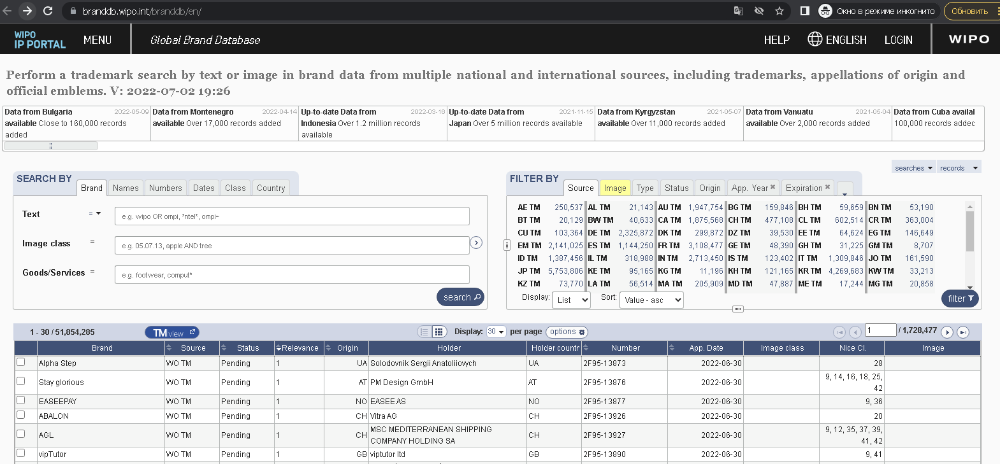 branddb.wipo.int/branddb/en/
Окно в режиме инкогнито
Обновить
WIPO
IP PORTAL
MENU
Global Brand Database
HELP
ENGLISH
LOGIN
WIPO
Perform a trademark search by text or image in brand data from multiple national and international sources, including trademarks, appellations of origin and
official emblems. V: 2022-07-02 19:26
Data from Bulgaria 2022-05-09
available Close to 160,000 records
added
Data from Montenegro 2022-04-14
available Over 17,000 records added
Up-to-date Data from 2022-03-16
Indonesia Over 1.2 million records
available
Up-to-date Data from 2021-11-15
Japan Over 5 million records available
Data from Kyrgyzstan 2021-05-07
available Over 11,000 records added
Data from Vanuatu 2021-05-04
available Over 2,000 records added
Data from Cuba availal
100,000 records addec
searches records
SEARCH BY
Brand Names Numbers Dates Class Country
Text =
e.g. wipo OR ompi, *ntel*, ompi~
Image class =
e.g. 05.07.13, apple AND tree
Goods/Services =
e.g. footwear, comput*
search
FILTER BY
Source Image Type Status Origin App. Year Expiration
AE TM 250,537 AL TM 21,143 AU TM 1,947,754 BG TM 159,846 BH TM 59,659 BN TM 53,190
BT TM 20,129 BW TM 40,633 CA TM 1,875,568 CH TM 477,108 CL TM 602,514 CR TM 363,004
CU TM 103,364 DE TM 2,325,872 DK TM 299,872 DZ TM 39,530 EE TM 64,624 EG TM 146,649
EM TM 2,141,025 ES TM 1,144,250 FR TM 3,108,477 GE TM 48,390 GH TM 31,225 GM TM 8,707
ID TM 1,387,456 IL TM 318,988 IN TM 2,713,450 IS TM 123,402 IT TM 1,309,846 JO TM 161,590
JP TM 5,753,806 KE TM 95,165 KG TM 11,196 KH TM 121,165 KR TM 4,269,683 KW TM 33,213
KZ TM 73,770 LA TM 56,514 MA TM 205,909 MD TM 47,887 ME TM 17,244 MG TM 20,858
Display: List Sort: Value - asc
filter
1 - 30 / 51,854,285
TMview
Display: 30 per page options
1 / 1,728,477
Brand Source Status Relevance Origin Holder Holder countr Number App. Date Image class Nice Cl. Image
Alpha Step WO TM Pending 1 UA Solodovnik Sergii Anatoliiovych UA 2F95-13873 2022-06-30 28
Stay glorious WO TM Pending 1 AT PM Design GmbH AT 2F95-13876 2022-06-30 9, 14, 16, 18, 25,
42
EASEEPAY WO TM Pending 1 NO EASEE AS NO 2F95-13877 2022-06-30 9, 36
ABALON WO TM Pending 1 CH Vitra AG CH 2F95-13926 2022-06-30 20
AGL WO TM Pending 1 CH MSC MEDITERRANEAN SHIPPING
COMPANY HOLDING SA CH 2F95-13927 2022-06-30 9, 12, 35, 37, 39,
41, 42
vipTutor WO TM Pending 1 GB viptutor ltd GB 2F95-13890 2022-06-30 9, 41